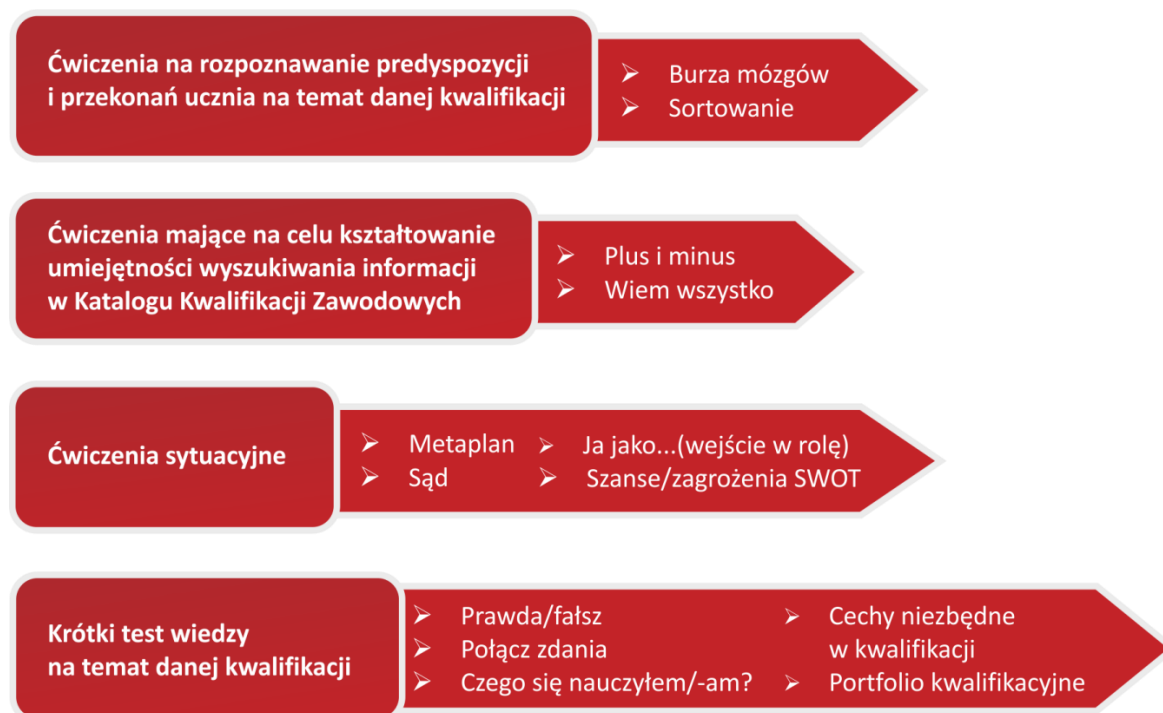 Ćwiczenia na rozpoznawanie predyspozycji
i przekonań ucznia na temat danej kwalifikacji
➢ Burza mózgów
➢ Sortowanie
Ćwiczenia mające na celu kształtowanie
umiejętności wyszukiwania informacji
w Katalogu Kwalifikacji Zawodowych
➢ Plus i minus
➢ Wiem wszystko
Ćwiczenia sytuacyjne
➢ Metaplan
➢ Sąd
➢ Ja jako...(wejście w rolę)
➢ Szanse/zagrożenia SWOT
Krótki test wiedzy
na temat danej kwalifikacji
➢ Prawda/fałsz
➢ Połącz zdania
➢ Czego się nauczyłem/-am?
➢ Cechy niezbędne
w kwalifikacji
➢ Portfolio kwalifikacyjne